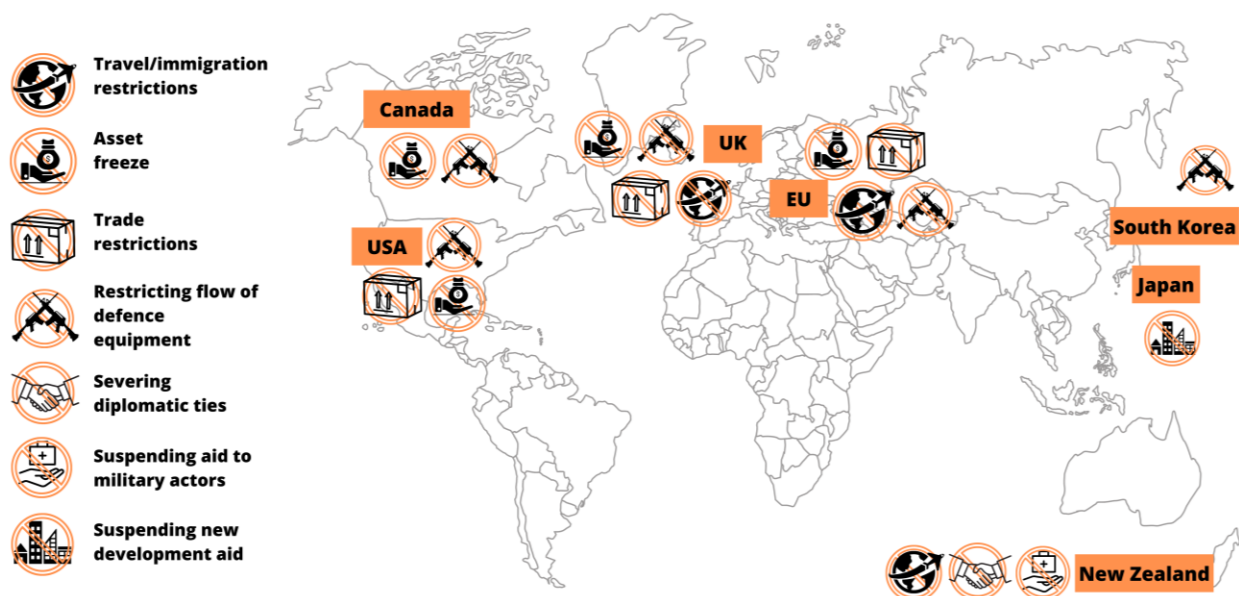 Travel/immigration
restrictions
Asset
freeze
Trade
restrictions
Restricting flow of
defence
equipment
Severing
diplomatic ties
Suspending aid to
military actors
Suspending new
development aid
Canada
UK
EU
USA
South Korea
Japan
New Zealand